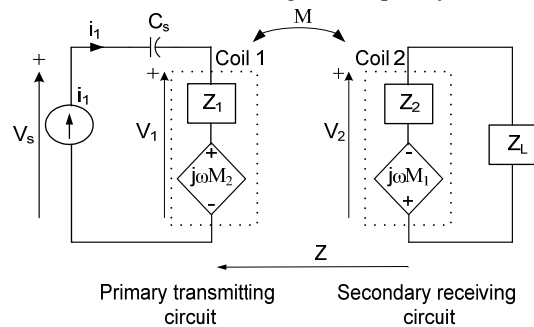 M
i₁
Cₛ
+
Coil 1
+
Z₁
Vₛ
i₁
V₁
+
jωM₂
-
Coil 2
+
Z₂
V₂
-
jωM₁
+
Z_L
Z
Primary transmitting
circuit
Secondary receiving
circuit